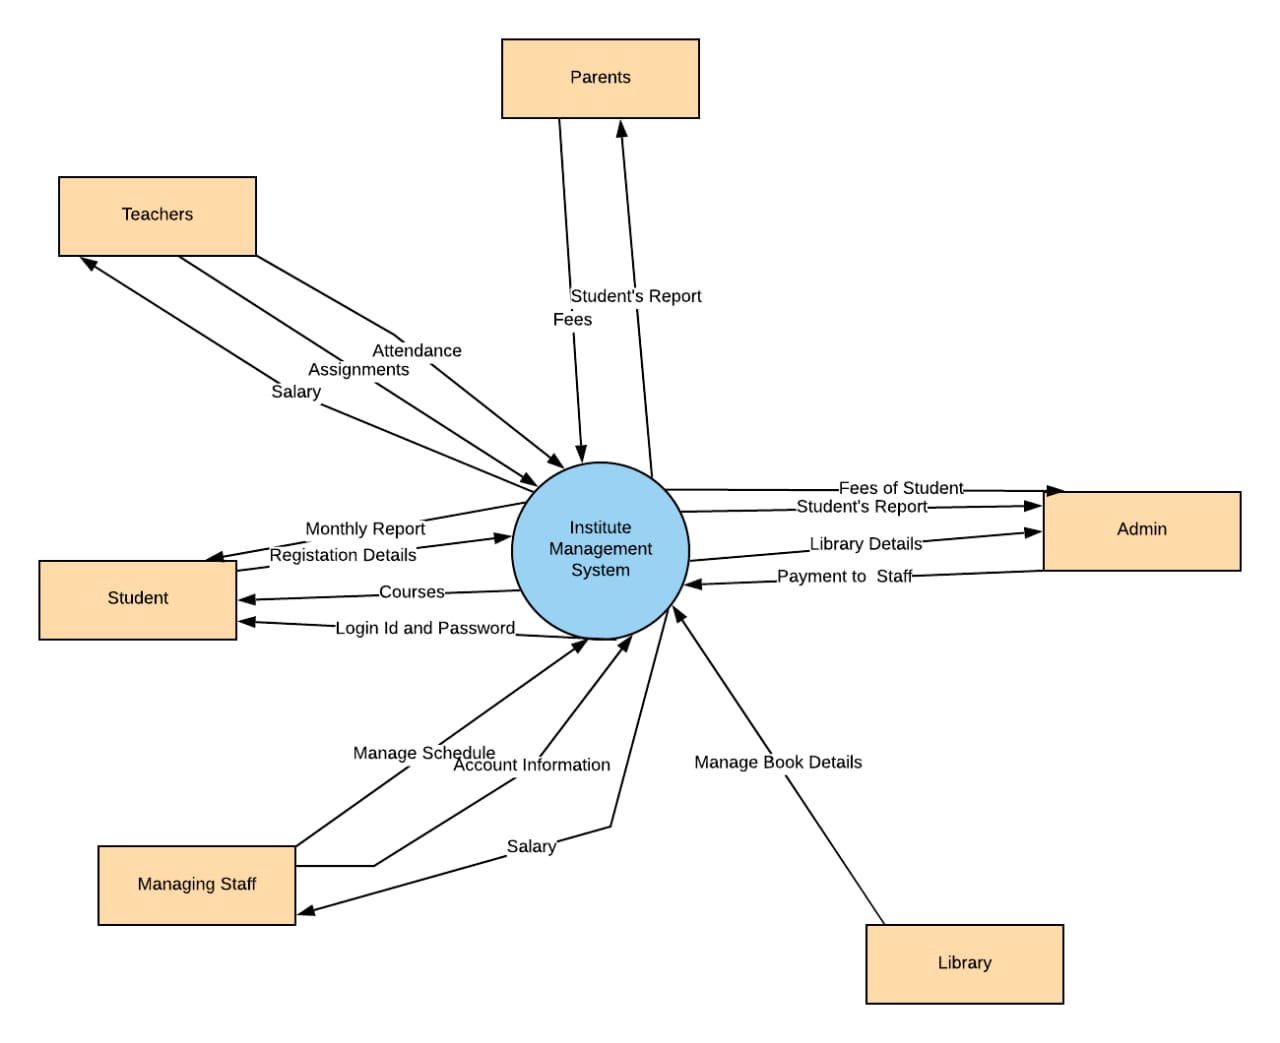 Parents
Teachers
Student's Report
Fees
Attendance
Assignments
Salary
Fees of Student
Student's Report
Institute
Management
System
Admin
Monthly Report
Registation Details
Library Details
Payment to  Staff
Courses
Student
Login Id and Password
Manage Schedule
Account Information
Manage Book Details
Salary
Managing Staff
Library